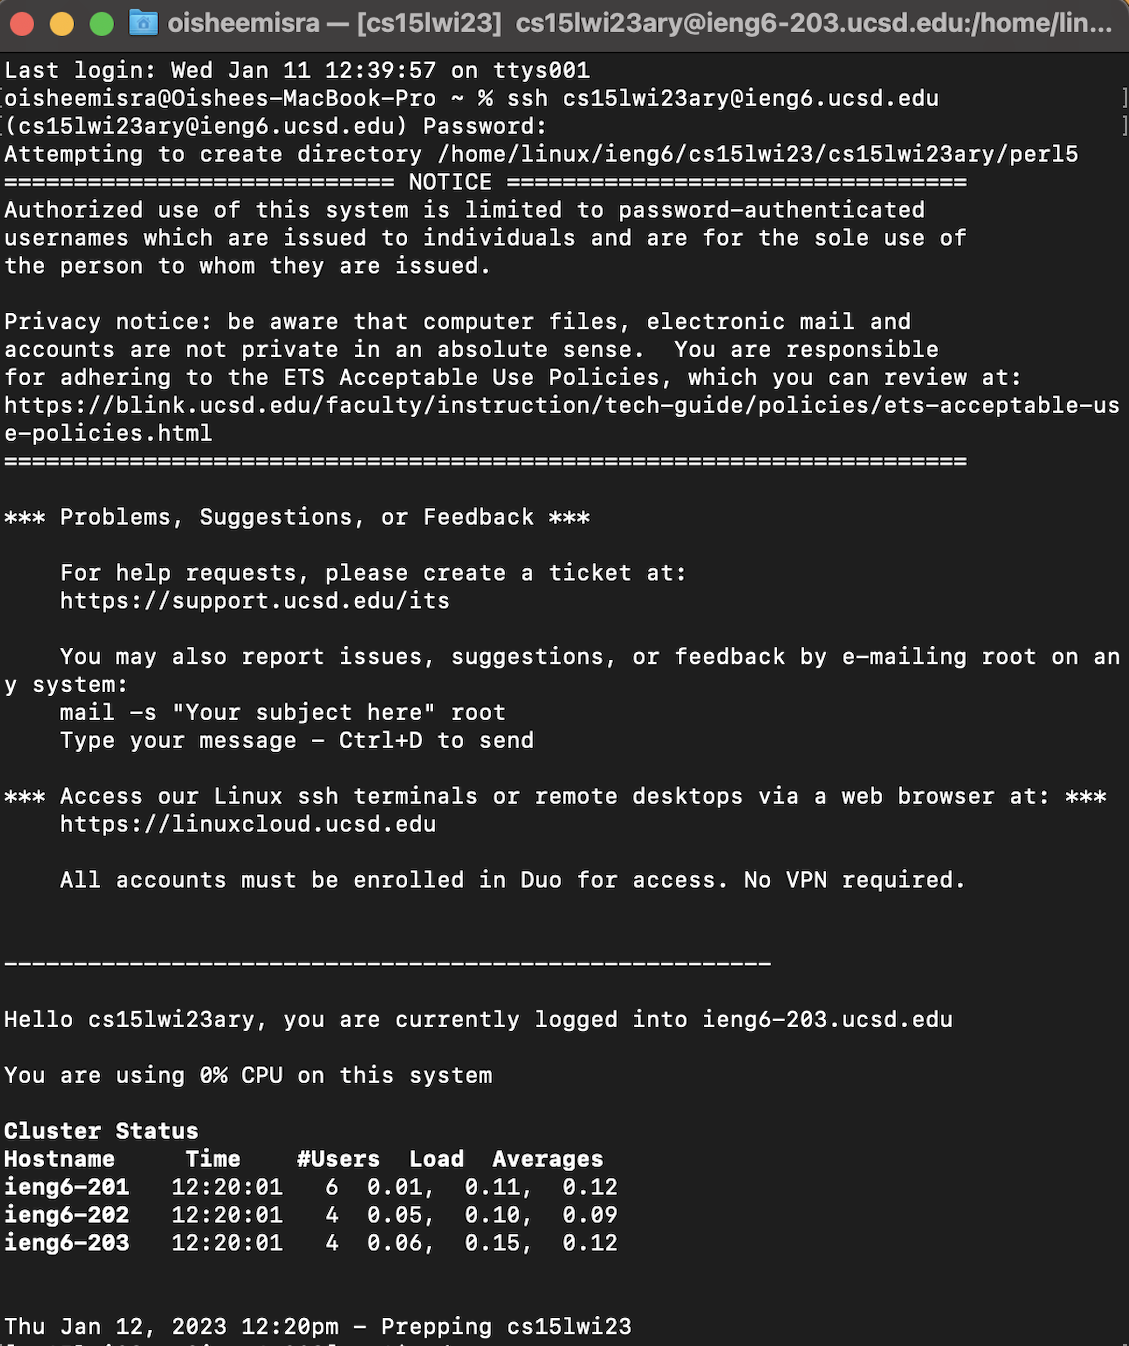 oisheemisra — [cs15lwi23] cs15lwi23ary@ieng6-203.ucsd.edu:/home/lin...
Last login: Wed Jan 11 12:39:57 on ttys001
[oisheemisra@Oishees-MacBook-Pro ~ % ssh cs15lwi23ary@ieng6.ucsd.edu ]
[(cs15lwi23ary@ieng6.ucsd.edu) Password: ]
Attempting to create directory /home/linux/ieng6/cs15lwi23/cs15lwi23ary/perl5
============================ NOTICE =================================
Authorized use of this system is limited to password-authenticated
usernames which are issued to individuals and are for the sole use of
the person to whom they are issued.
Privacy notice: be aware that computer files, electronic mail and
accounts are not private in an absolute sense.  You are responsible
for adhering to the ETS Acceptable Use Policies, which you can review at:
https://blink.ucsd.edu/faculty/instruction/tech-guide/policies/ets-acceptable-us
e-policies.html
=====================================================================
*** Problems, Suggestions, or Feedback ***
For help requests, please create a ticket at:
https://support.ucsd.edu/its
You may also report issues, suggestions, or feedback by e-mailing root on an
y system:
mail -s "Your subject here" root
Type your message - Ctrl+D to send
*** Access our Linux ssh terminals or remote desktops via a web browser at: ***
https://linuxcloud.ucsd.edu
All accounts must be enrolled in Duo for access. No VPN required.
-------------------------------------------------------
Hello cs15lwi23ary, you are currently logged into ieng6-203.ucsd.edu
You are using 0% CPU on this system
Cluster Status
Hostname     Time    #Users  Load  Averages
ieng6-201   12:20:01   6  0.01,  0.11,  0.12
ieng6-202   12:20:01   4  0.05,  0.10,  0.09
ieng6-203   12:20:01   4  0.06,  0.15,  0.12
Thu Jan 12, 2023 12:20pm - Prepping cs15lwi23